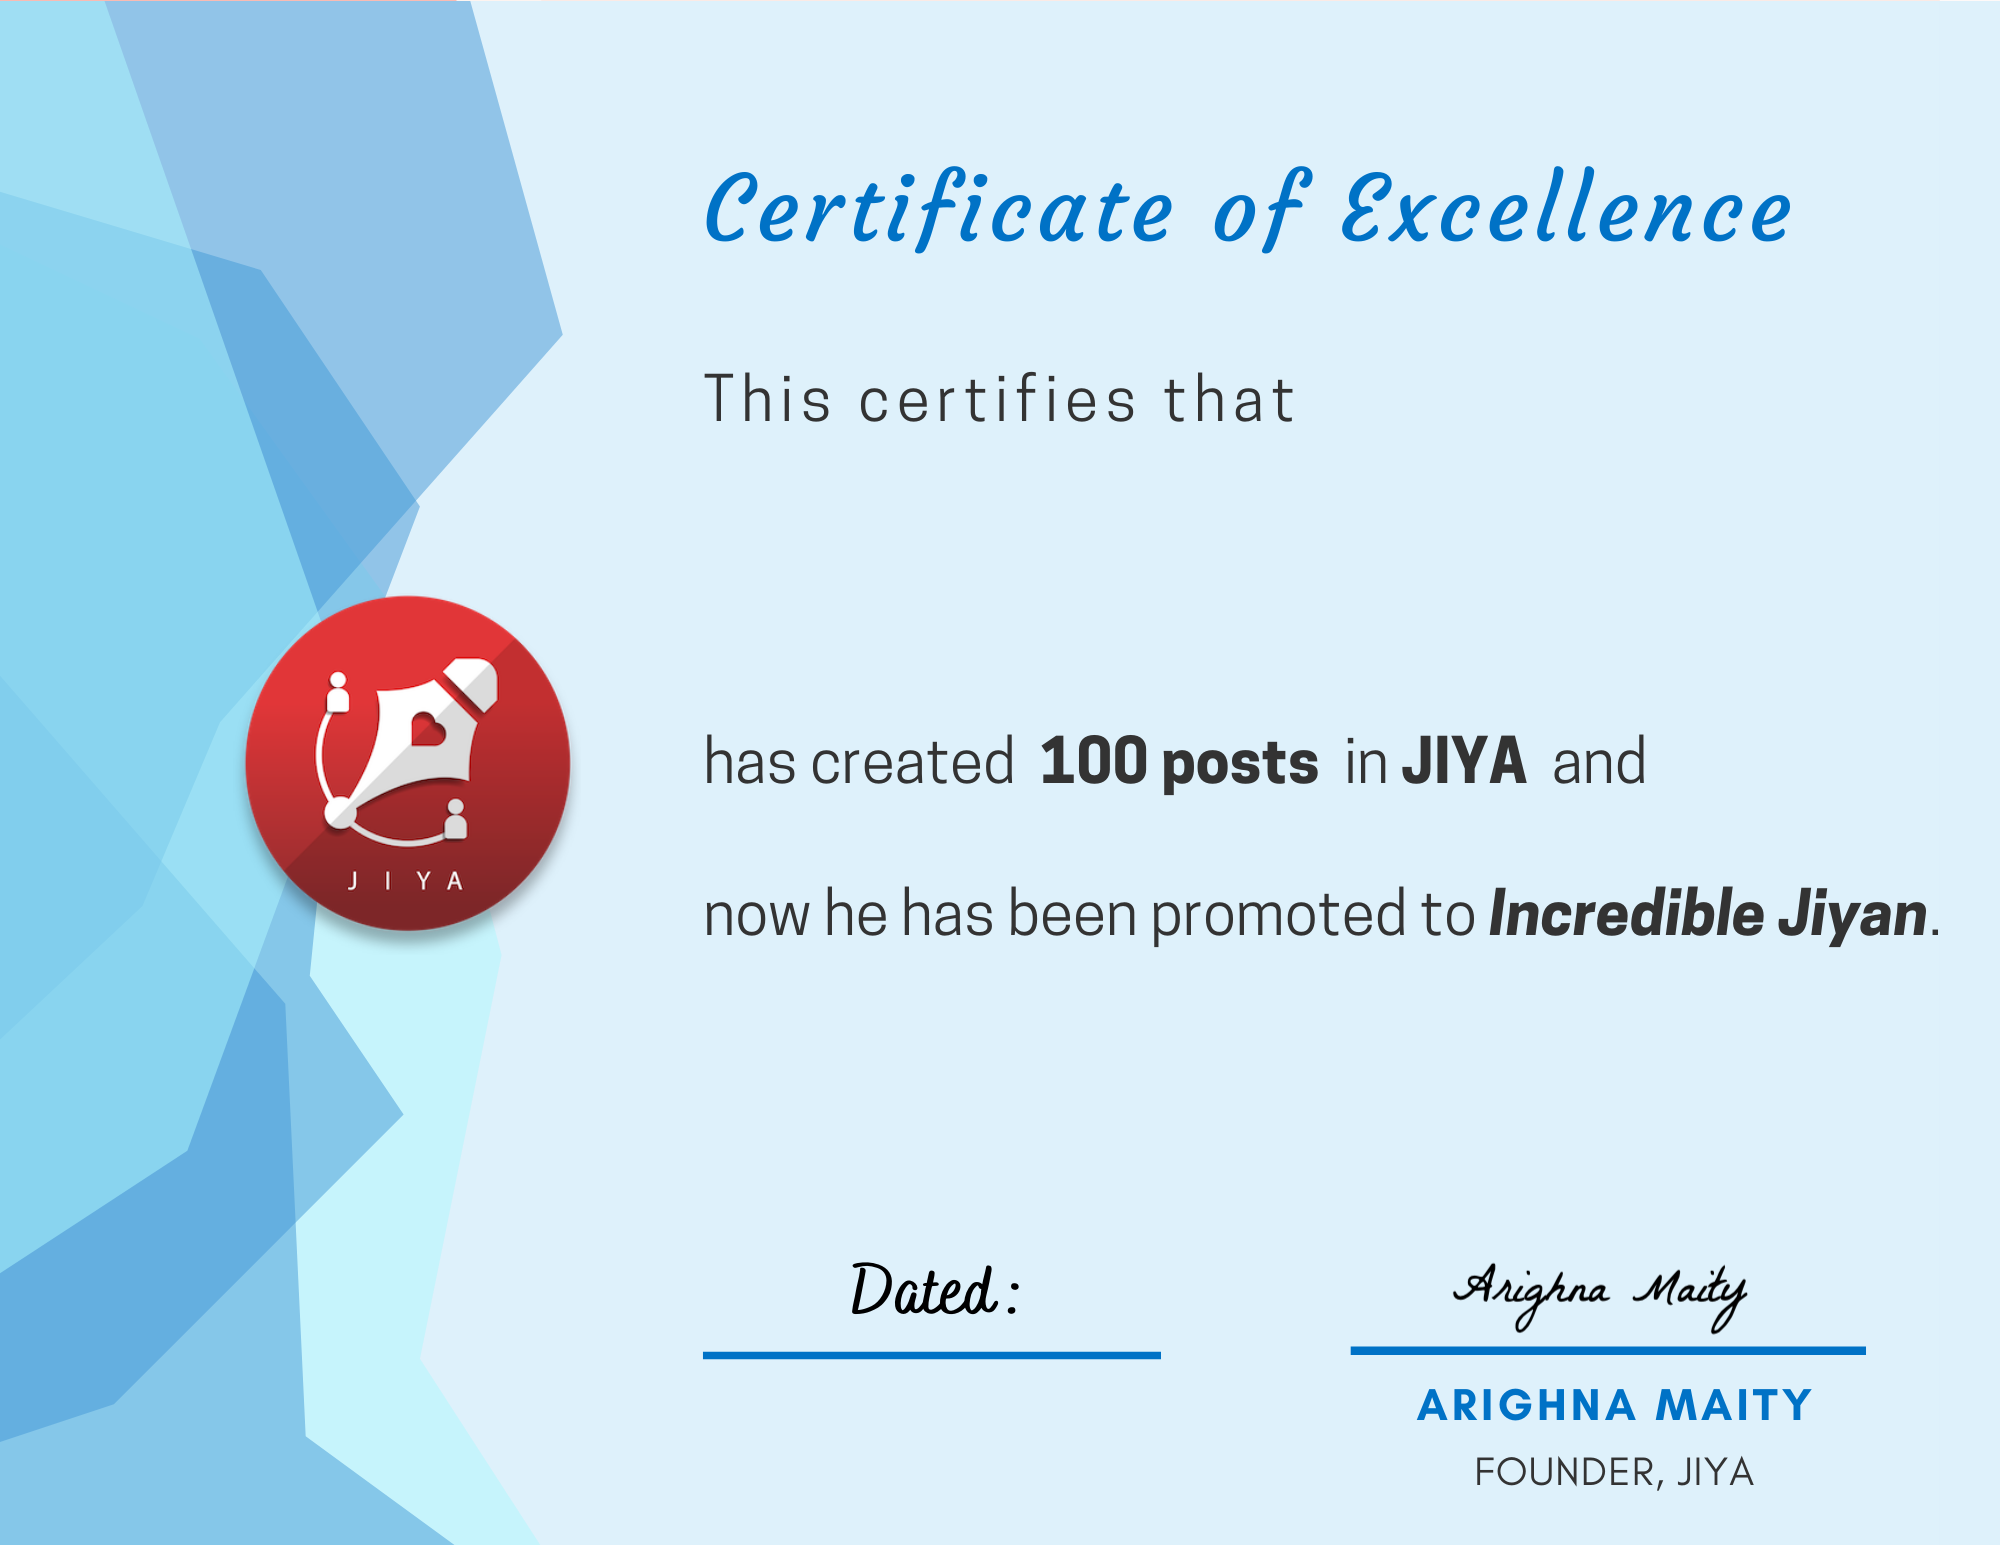 Certificate of Excellence
This certifies that
J I Y A
has created 100 posts in JIYA and
now he has been promoted to Incredible Jiyan.
Dated:
Arighna Maity
ARIGHNA MAITY
FOUNDER, JIYA